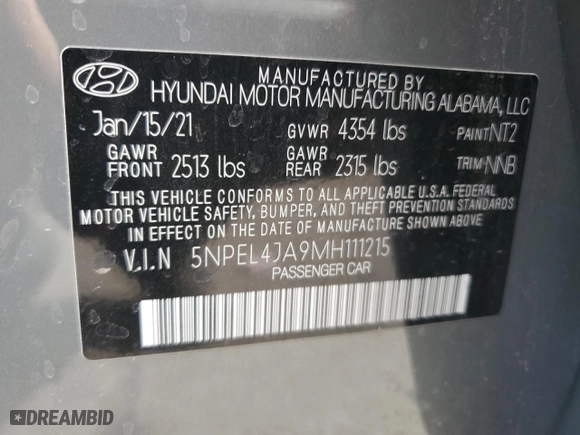 MANUFACTURED BY
HYUNDAI MOTOR MANUFACTURING ALABAMA, LLC
Jan/15/21 GVWR 4354 lbs PAINT NT2
GAWR FRONT 2513 lbs GAWR REAR 2315 lbs TRIM NNB
THIS VEHICLE CONFORMS TO ALL APPLICABLE U.S.A. FEDERAL
MOTOR VEHICLE SAFETY, BUMPER, AND THEFT PREVENTION STANDARDS
IN EFFECT ON THE DATE OF MANUFACTURE SHOWN ABOVE.
V.I.N 5NPEL4JA9MH111215
PASSENGER CAR
DREAMBID